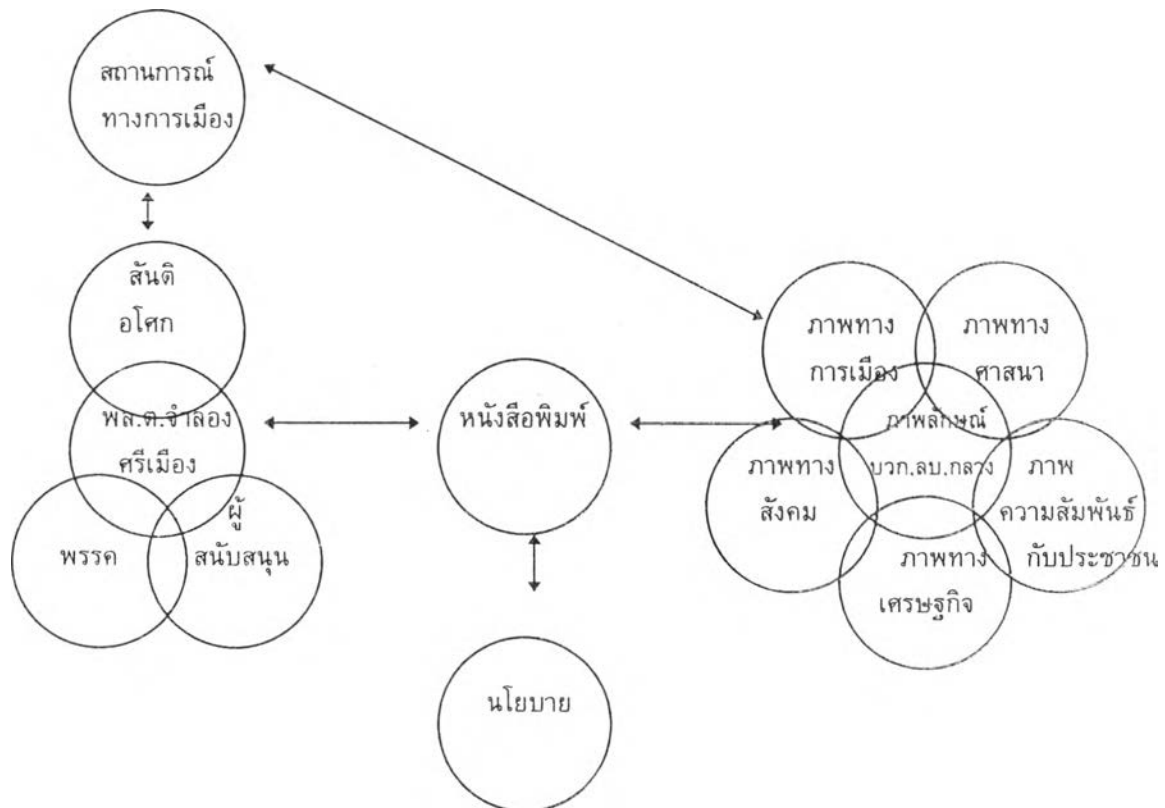 สถานการณ์
ทางการเมือง
สันติ
อโศก
พล.ต.จำลอง
ศรีเมือง
ผู้
สนับสนุน
พรรค
หนังสือพิมพ์
นโยบาย
ภาพทาง
การเมือง
ภาพทาง
ศาสนา
ภาพลักษณ์
บวก.ลบ.กลาง
ภาพทาง
สังคม
ภาพ
ความสัมพันธ์
กับประชาชน
ภาพทาง
เศรษฐกิจ